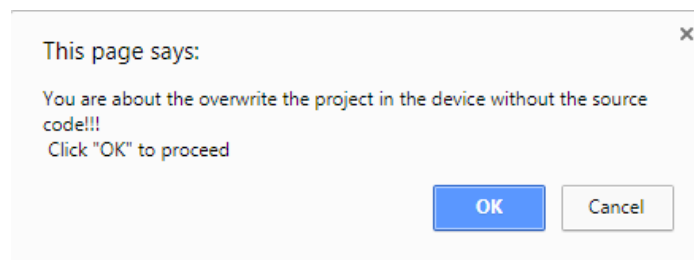 This page says:
You are about the overwrite the project in the device without the source
code!!!
Click "OK" to proceed
OK
Cancel